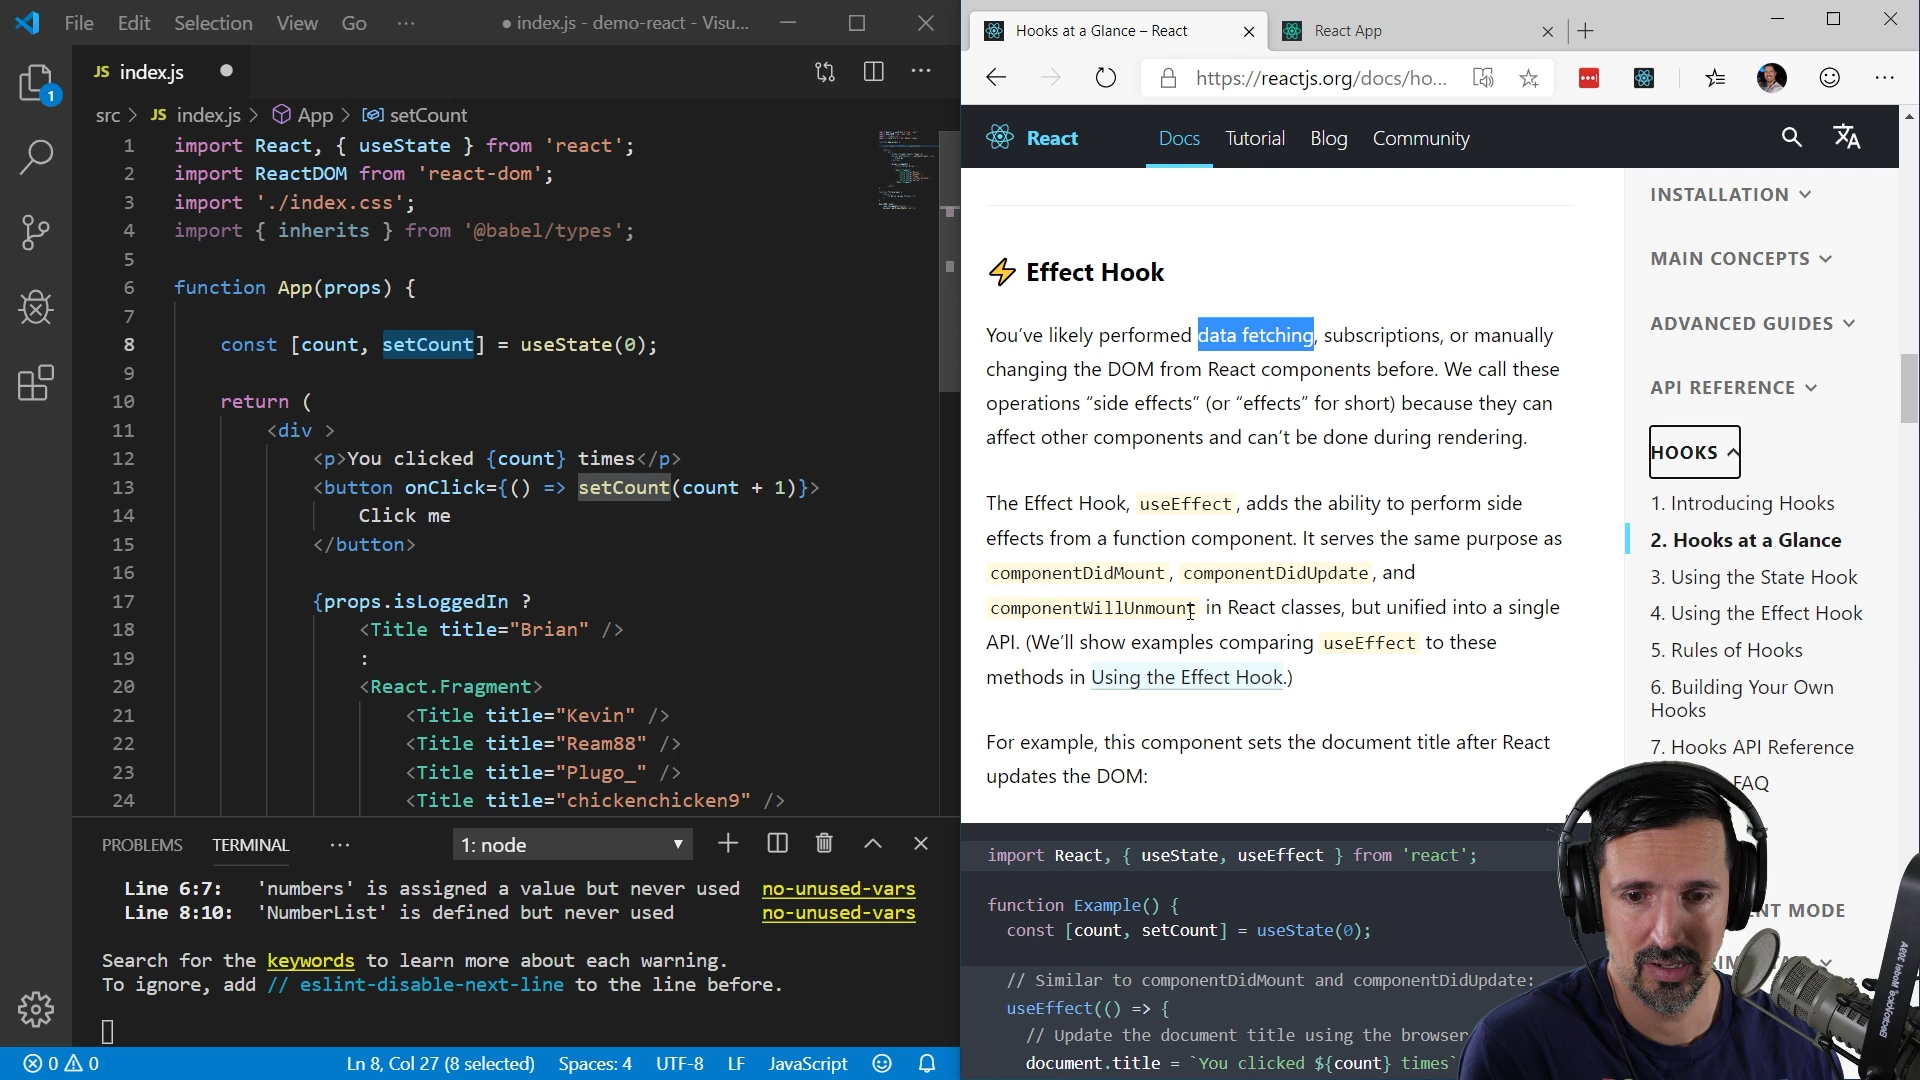 File Edit Selection View Go ··· ● index.js - demo-react - Visu...
JS index.js ●
src > JS index.js > App > setCount
1 import React, { useState } from 'react';
2 import ReactDOM from 'react-dom';
3 import './index.css';
4 import { inherits } from '@babel/types';
5
6 function App(props) {
7
8 const [count, setCount] = useState(0);
9
10 return (
11 <div >
12 <p>You clicked {count} times</p>
13 <button onClick={() => setCount(count + 1)}>
14 Click me
15 </button>
16
17 {props.isLoggedIn ?
18 <Title title="Brian" />
19 :
20 <React.Fragment>
21 <Title title="Kevin" />
22 <Title title="Ream88" />
23 <Title title="Plugo_" />
24 <Title title="chickenchicken9" />
1
PROBLEMS TERMINAL ··· 1: node
Line 6:7: 'numbers' is assigned a value but never used no-unused-vars
Line 8:10: 'NumberList' is defined but never used no-unused-vars
Search for the keywords to learn more about each warning.
To ignore, add // eslint-disable-next-line to the line before.
0 0 Ln 8, Col 27 (8 selected) Spaces: 4 UTF-8 LF JavaScript
Hooks at a Glance – React React App
https://reactjs.org/docs/ho...
React Docs Tutorial Blog Community
⚡ Effect Hook
You've likely performed data fetching, subscriptions, or manually
changing the DOM from React components before. We call these
operations “side effects” (or “effects” for short) because they can
affect other components and can't be done during rendering.
The Effect Hook, useEffect, adds the ability to perform side
effects from a function component. It serves the same purpose as
componentDidMount, componentDidUpdate, and
componentWillUnmount in React classes, but unified into a single
API. (We'll show examples comparing useEffect to these
methods in Using the Effect Hook.)
For example, this component sets the document title after React
updates the DOM:
import React, { useState, useEffect } from 'react';
function Example() {
const [count, setCount] = useState(0);
// Similar to componentDidMount and componentDidUpdate:
useEffect(() => {
// Update the document title using the browser
document.title = `You clicked ${count} times`
INSTALLATION
MAIN CONCEPTS
ADVANCED GUIDES
API REFERENCE
HOOKS
1. Introducing Hooks
2. Hooks at a Glance
3. Using the State Hook
4. Using the Effect Hook
5. Rules of Hooks
6. Building Your Own
Hooks
7. Hooks API Reference
FAQ
NT MODE